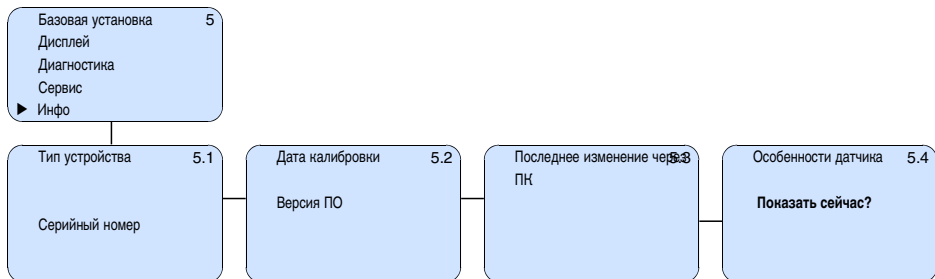 Базовая установка 5
Дисплей
Диагностика
Сервис
▶ Инфо
Тип устройства 5.1
Серийный номер
Дата калибровки 5.2
Версия ПО
Последнее изменение через 5.3
ПК
Особенности датчика 5.4
Показать сейчас?